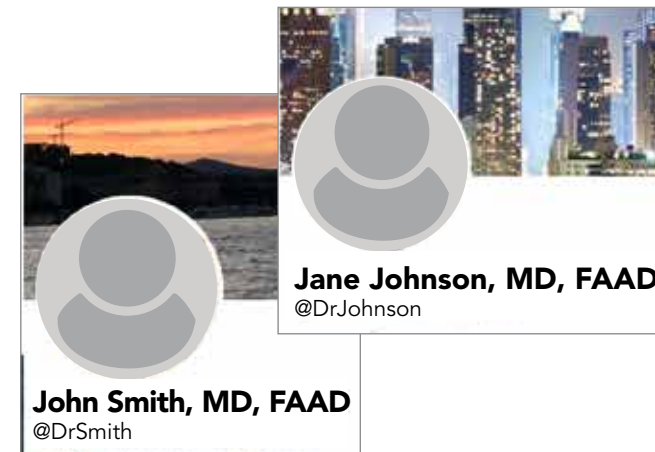 Jane Johnson, MD, FAAD
@DrJohnson
John Smith, MD, FAAD
@DrSmith